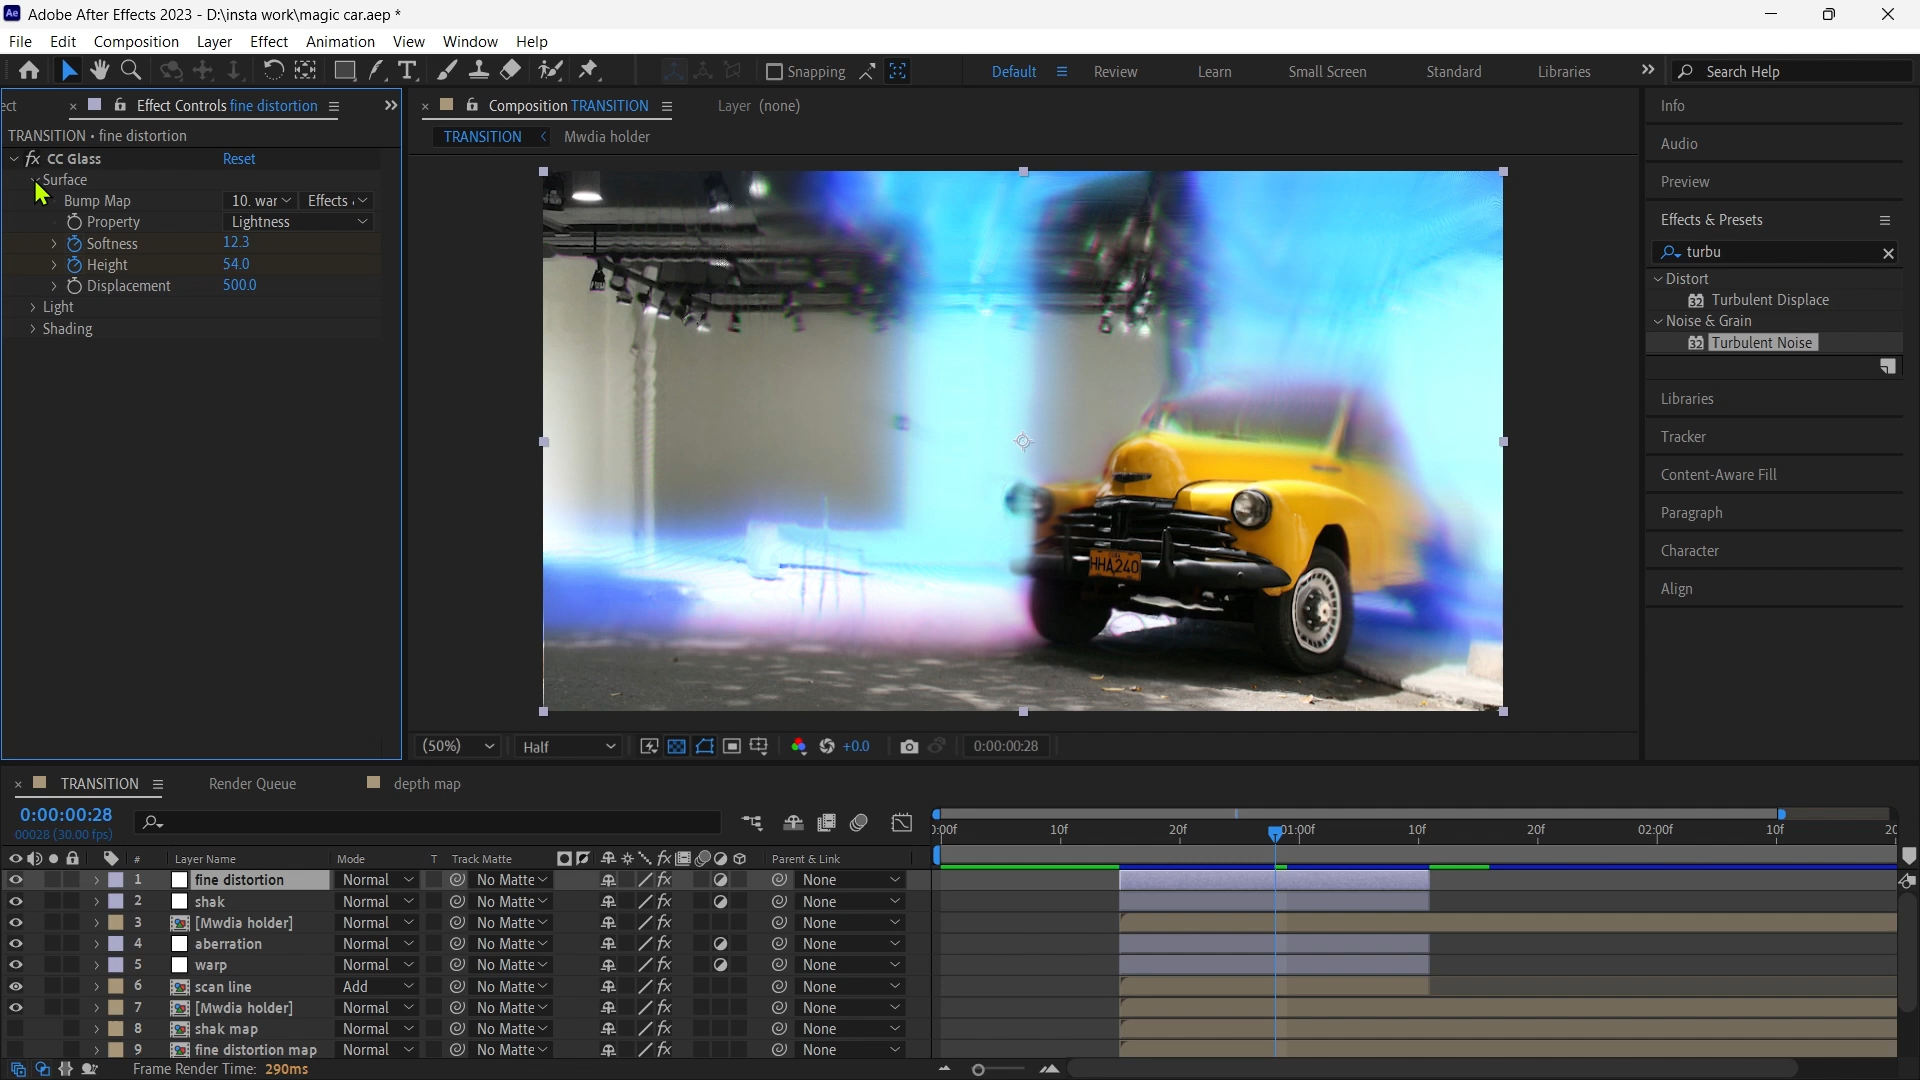 Adobe After Effects 2023 - D:\insta work\magic car.aep *
File Edit Composition Layer Effect Animation View Window Help
Snapping Default Review Learn Small Screen Standard Libraries Search Help
ect Effect Controls fine distortion
TRANSITION • fine distortion
fx CC Glass Reset
Surface
Bump Map 10. war Effects
Property Lightness
Softness 12.3
Height 54.0
Displacement 500.0
Light
Shading
Composition TRANSITION Layer (none)
TRANSITION Mwdia holder
HHA240
(50%) Half +0.0 0:00:00:28
Info
Audio
Preview
Effects & Presets
turbu
Distort
32 Turbulent Displace
Noise & Grain
32 Turbulent Noise
Libraries
Tracker
Content-Aware Fill
Paragraph
Character
Align
TRANSITION Render Queue depth map
0:00:00:28
00028 (30.00 fps)
0:00f 10f 20f 01:00f 10f 20f 02:00f 10f 20
# Layer Name Mode T Track Matte Parent & Link
1 fine distortion Normal No Matte None
2 shak Normal No Matte None
3 [Mwdia holder] Normal No Matte None
4 aberration Normal No Matte None
5 warp Normal No Matte None
6 scan line Add No Matte None
7 [Mwdia holder] Normal No Matte None
8 shak map Normal No Matte None
9 fine distortion map Normal No Matte None
Frame Render Time: 290ms